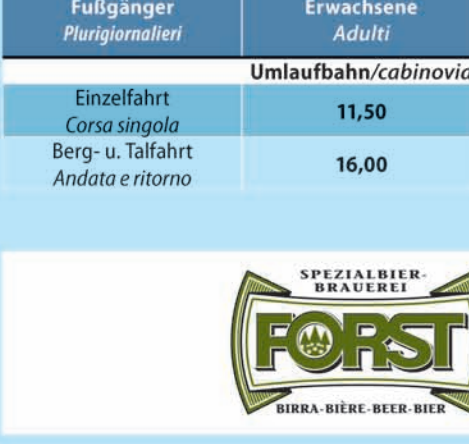 Fußgänger
Plurigiornalieri
Erwachsene
Adulti
Umlaufbahn/cabinovia
Einzelfahrt
Corsa singola
11,50
Berg- u. Talfahrt
Andata e ritorno
16,00
SPEZIALBIER-
BRAUEREI
FORST
BIRRA-BIÈRE-BEER-BIER